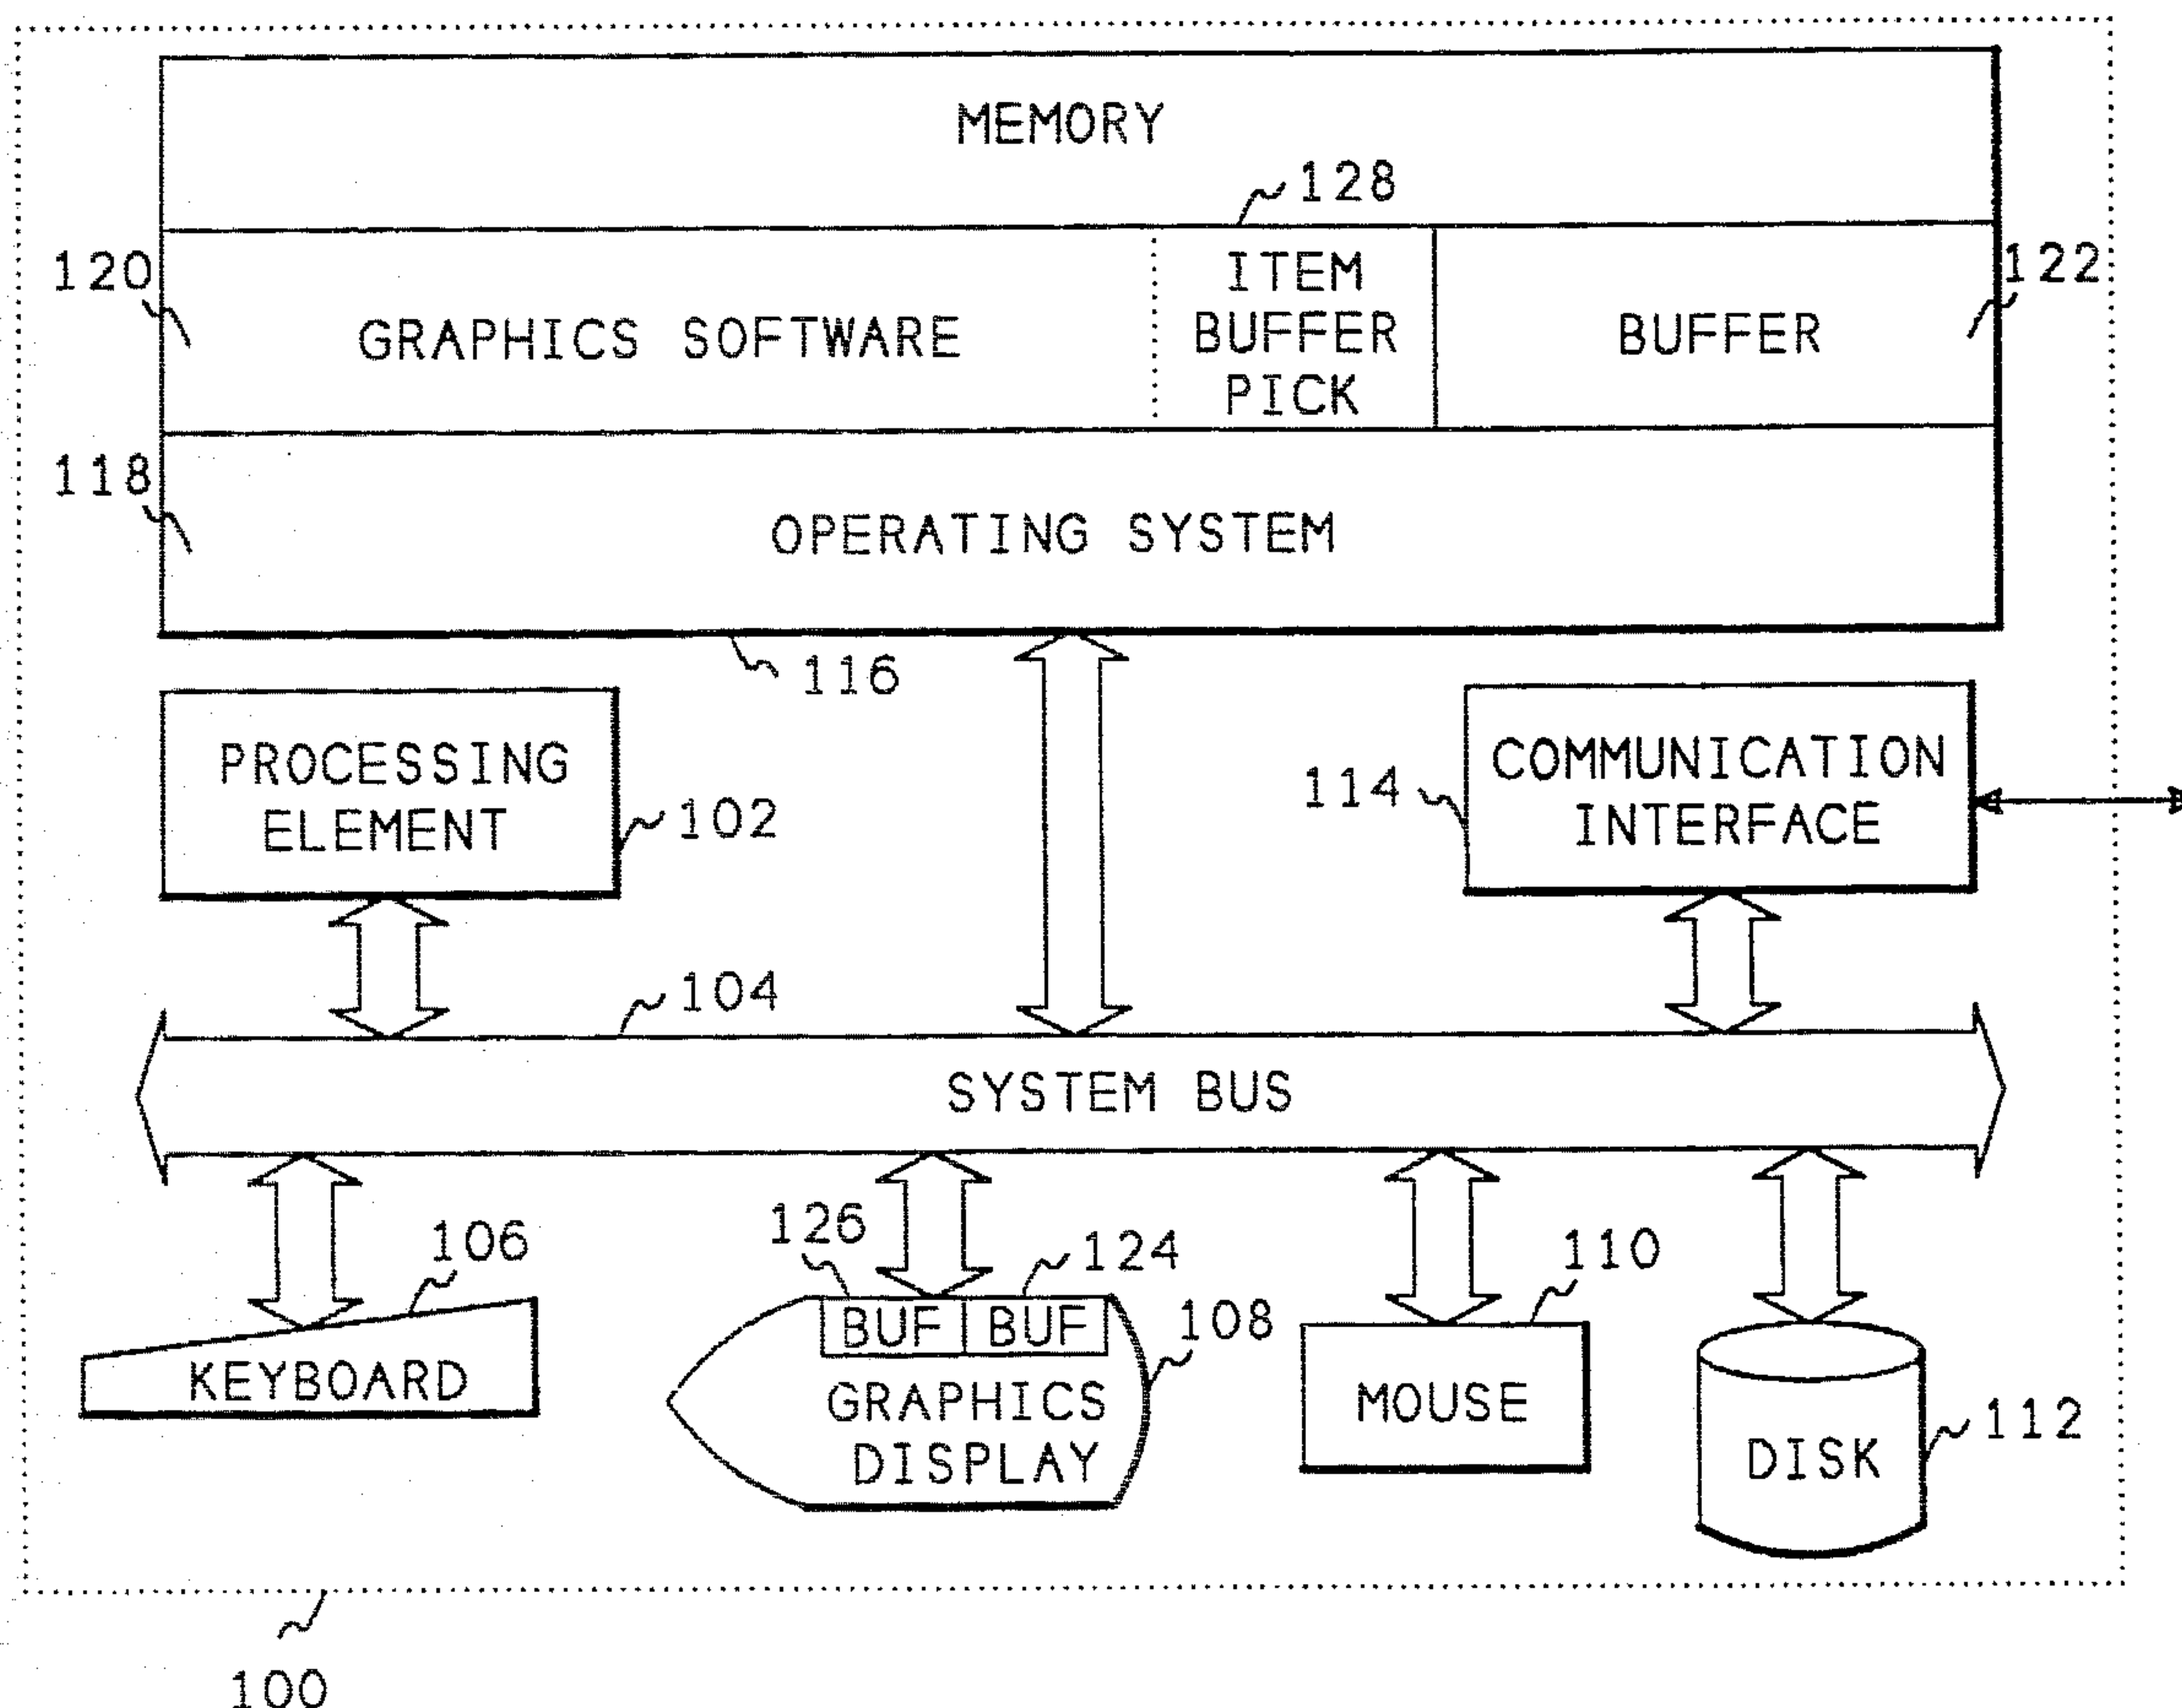 MEMORY
128
120
GRAPHICS SOFTWARE
ITEM
BUFFER
PICK
BUFFER
122
118
OPERATING SYSTEM
116
PROCESSING
ELEMENT
102
114
COMMUNICATION
INTERFACE
104
SYSTEM BUS
106
KEYBOARD
126
124
BUF
BUF
108
GRAPHICS
DISPLAY
110
MOUSE
DISK
112
100